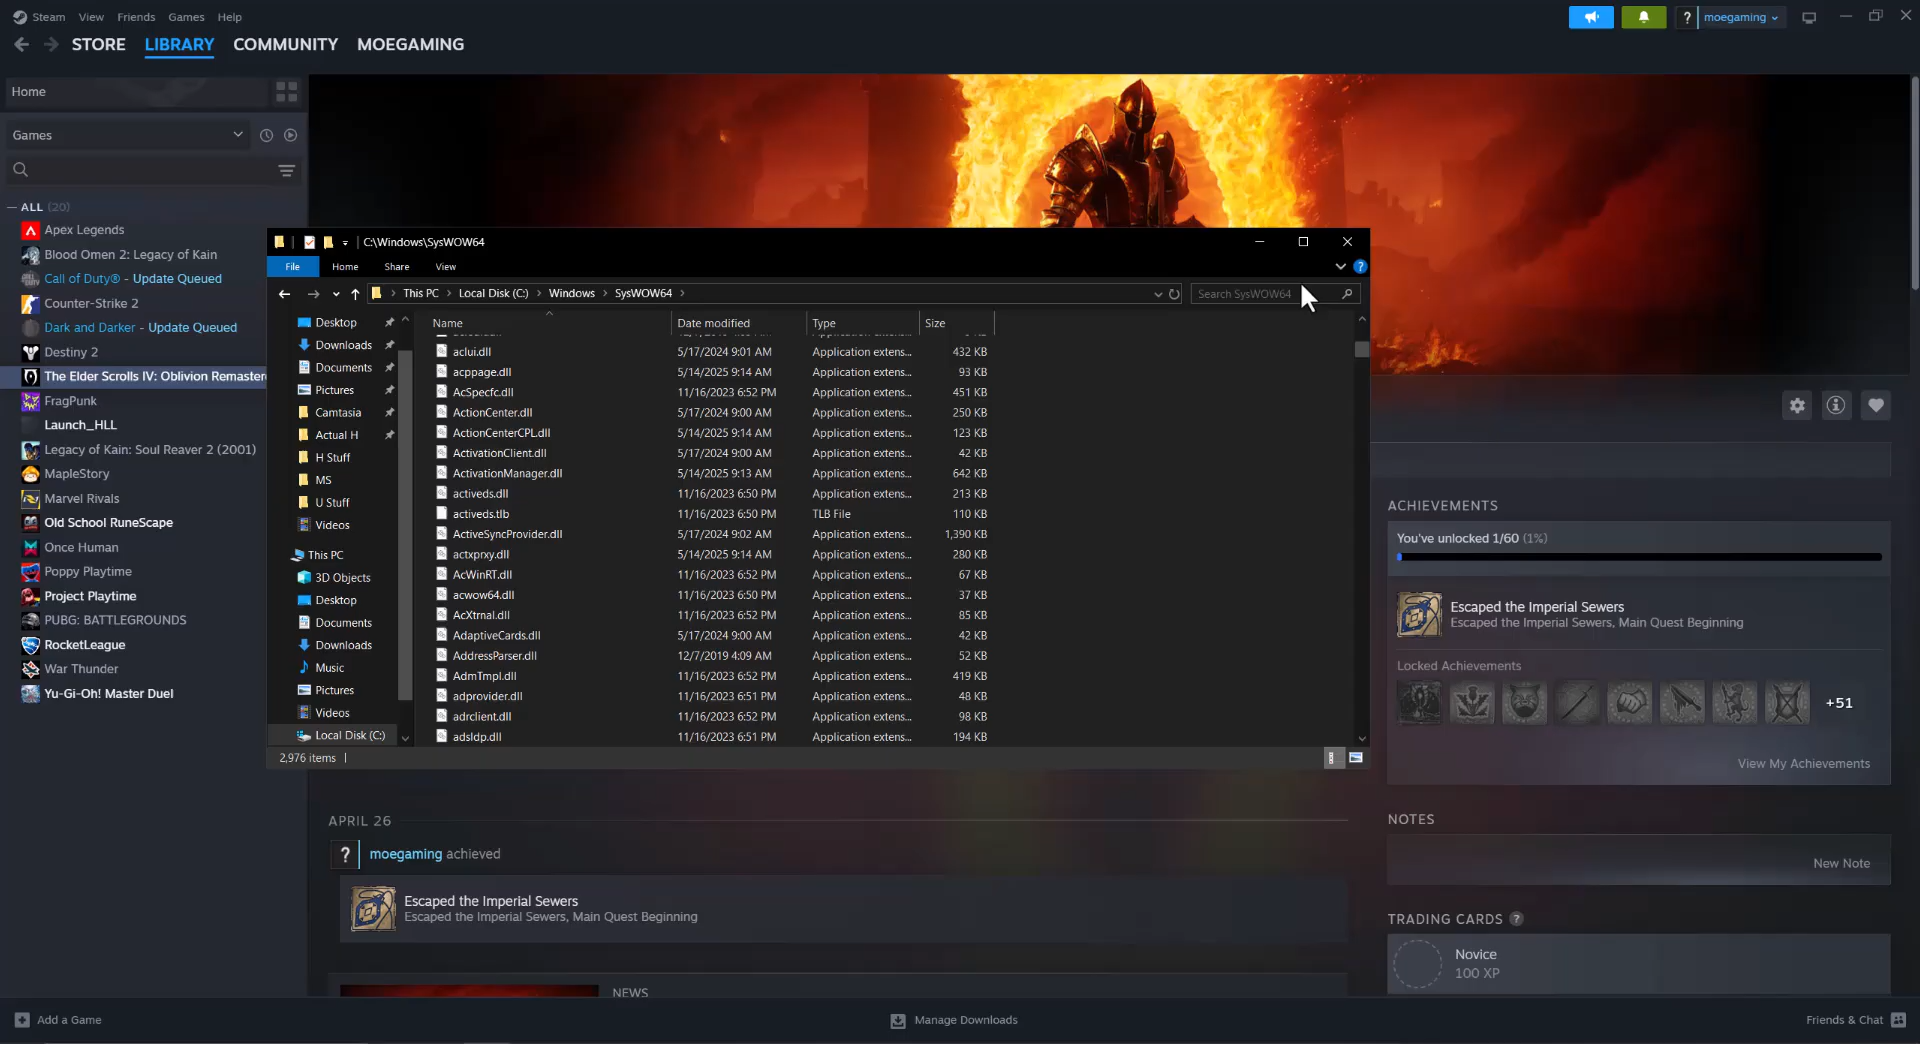 Steam View Friends Games Help
? moegaming
STORE LIBRARY COMMUNITY MOEGAMING
Home
Games
ALL (20)
Apex Legends
Blood Omen 2: Legacy of Kain
Call of Duty® - Update Queued
Counter-Strike 2
Dark and Darker - Update Queued
Destiny 2
The Elder Scrolls IV: Oblivion Remaster
FragPunk
Launch_HLL
Legacy of Kain: Soul Reaver 2 (2001)
MapleStory
Marvel Rivals
Old School RuneScape
Once Human
Poppy Playtime
Project Playtime
PUBG: BATTLEGROUNDS
RocketLeague
War Thunder
Yu-Gi-Oh! Master Duel
C:\Windows\SysWOW64
File Home Share View
This PC Local Disk (C:) Windows SysWOW64
Search SysWOW64
Desktop
Downloads
Documents
Pictures
Camtasia
Actual H
H Stuff
MS
U Stuff
Videos
This PC
3D Objects
Desktop
Documents
Downloads
Music
Pictures
Videos
Local Disk (C:)
Name Date modified Type Size
aclui.dll 5/17/2024 9:01 AM Application extens... 432 KB
acppage.dll 5/14/2025 9:14 AM Application extens... 93 KB
AcSpecfc.dll 11/16/2023 6:52 PM Application extens... 451 KB
ActionCenter.dll 5/17/2024 9:00 AM Application extens... 250 KB
ActionCenterCPL.dll 5/14/2025 9:14 AM Application extens... 123 KB
ActivationClient.dll 5/17/2024 9:00 AM Application extens... 42 KB
ActivationManager.dll 5/14/2025 9:13 AM Application extens... 642 KB
activeds.dll 11/16/2023 6:50 PM Application extens... 213 KB
activeds.tlb 11/16/2023 6:50 PM TLB File 110 KB
ActiveSyncProvider.dll 5/17/2024 9:02 AM Application extens... 1,390 KB
actxprxy.dll 5/14/2025 9:14 AM Application extens... 280 KB
AcWinRT.dll 11/16/2023 6:52 PM Application extens... 67 KB
acwow64.dll 11/16/2023 6:50 PM Application extens... 37 KB
AcXtrnal.dll 11/16/2023 6:52 PM Application extens... 85 KB
AdaptiveCards.dll 5/17/2024 9:00 AM Application extens... 42 KB
AddressParser.dll 12/7/2019 4:09 AM Application extens... 52 KB
AdmTmpl.dll 11/16/2023 6:52 PM Application extens... 419 KB
adprovider.dll 11/16/2023 6:51 PM Application extens... 48 KB
adrclient.dll 11/16/2023 6:52 PM Application extens... 98 KB
adsldp.dll 11/16/2023 6:51 PM Application extens... 194 KB
2,976 items
ACHIEVEMENTS
You've unlocked 1/60 (1%)
Escaped the Imperial Sewers
Escaped the Imperial Sewers, Main Quest Beginning
Locked Achievements
+51
View My Achievements
APRIL 26
? moegaming achieved
Escaped the Imperial Sewers
Escaped the Imperial Sewers, Main Quest Beginning
NEWS
NOTES
New Note
TRADING CARDS ?
Novice
100 XP
Add a Game
Manage Downloads
Friends & Chat